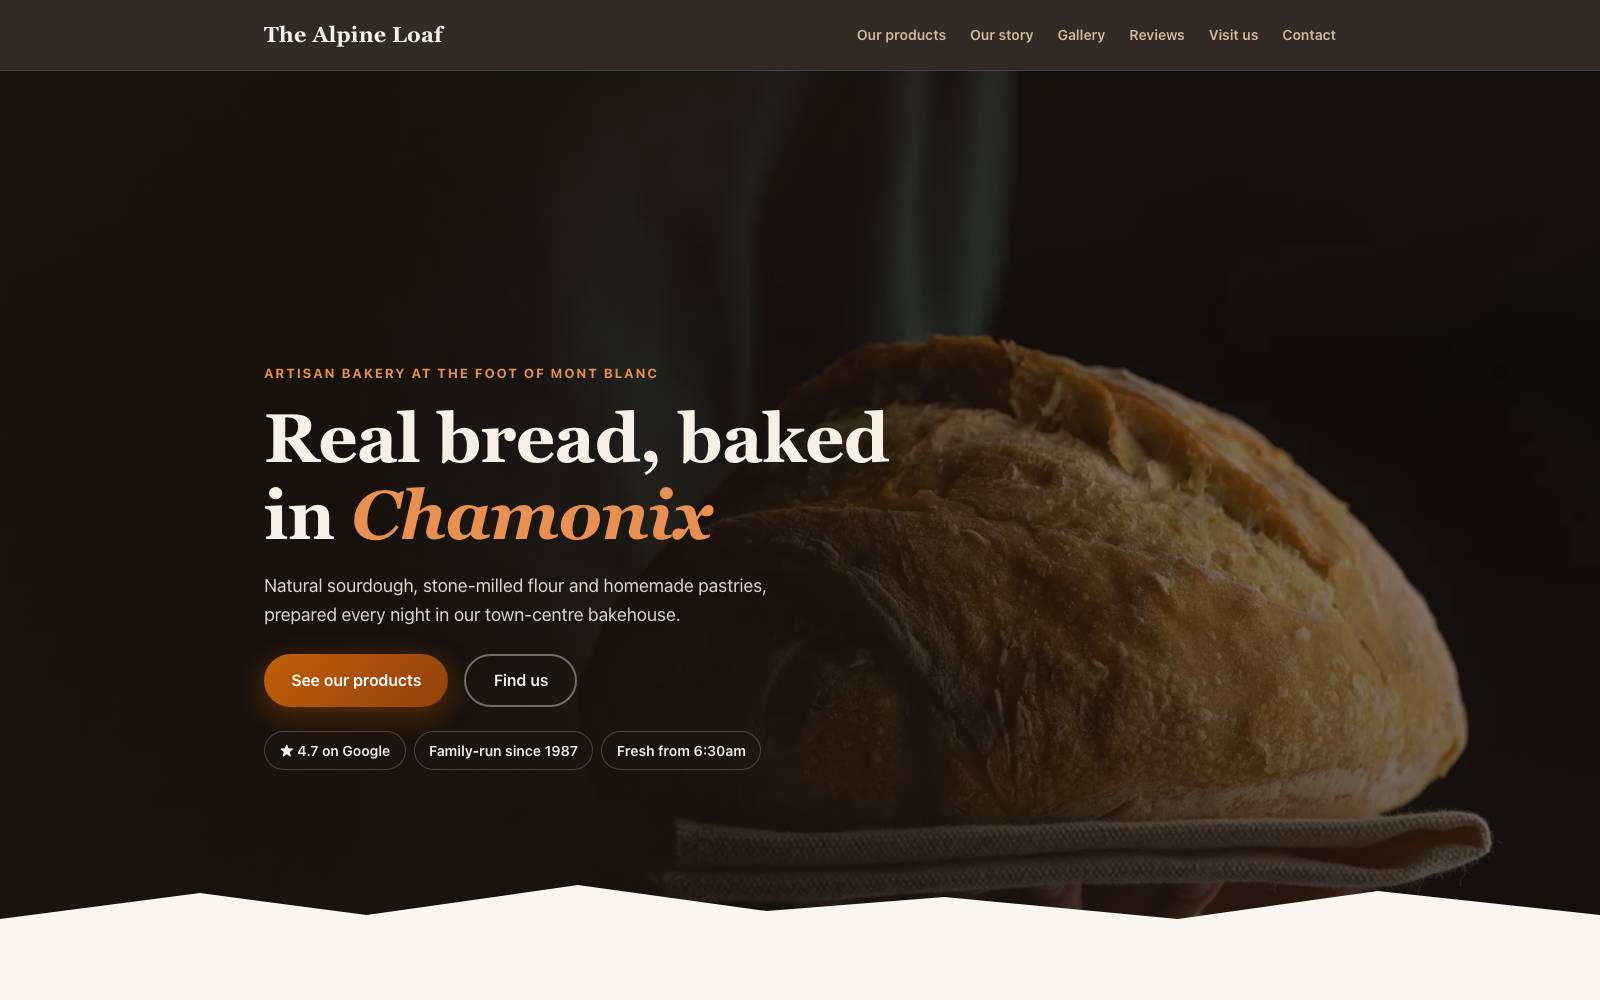 The Alpine Loaf
Our products Our story Gallery Reviews Visit us Contact
ARTISAN BAKERY AT THE FOOT OF MONT BLANC
Real bread, baked
in Chamonix
Natural sourdough, stone-milled flour and homemade pastries,
prepared every night in our town-centre bakehouse.
See our products Find us
★ 4.7 on Google Family-run since 1987 Fresh from 6:30am